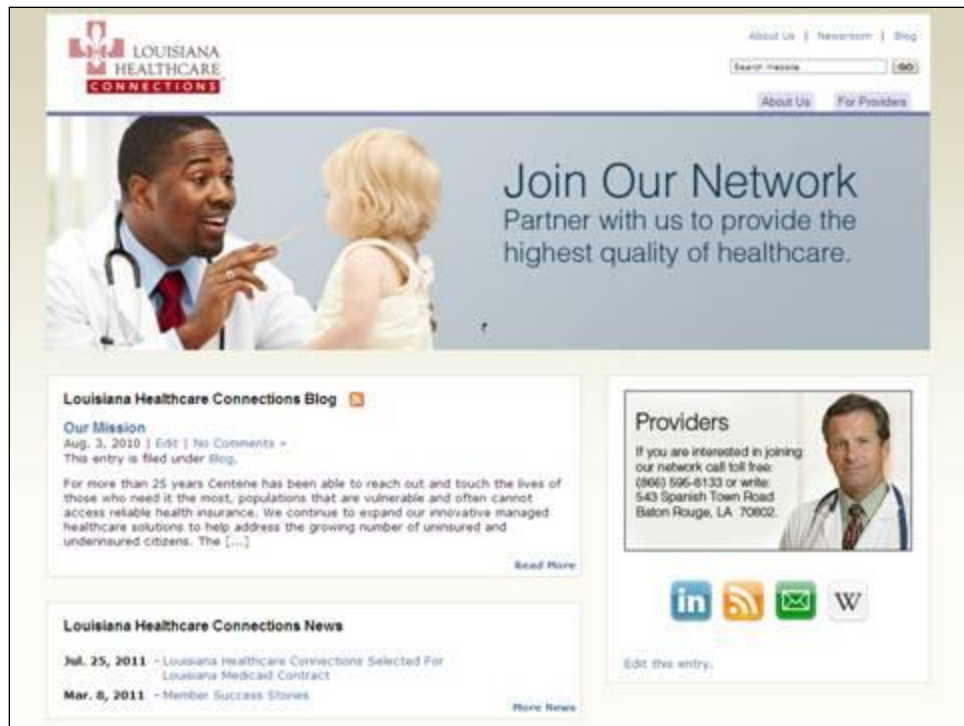 LOUISIANA
HEALTHCARE
CONNECTIONS
About Us | Newsroom | Blog
Search Website
GO
About Us
For Providers
Join Our Network
Partner with us to provide the
highest quality of healthcare.
Louisiana Healthcare Connections Blog
Our Mission
Aug. 3, 2010 | Edit | No Comments »
This entry is filed under Blog.
For more than 25 years Centene has been able to reach out and touch the lives of
those who need it the most, populations that are vulnerable and often cannot
access reliable health insurance. We continue to expand our innovative managed
healthcare solutions to help address the growing number of uninsured and
underinsured citizens. The [...]
Read More
Louisiana Healthcare Connections News
Jul. 25, 2011 - Louisiana Healthcare Connections Selected For
Louisiana Medicaid Contract
Mar. 8, 2011 - Member Success Stories
More News
Providers
If you are interested in joining
our network call toll free:
(866) 595-8133 or write:
543 Spanish Town Road
Baton Rouge, LA 70802.
in
W
Edit this entry.